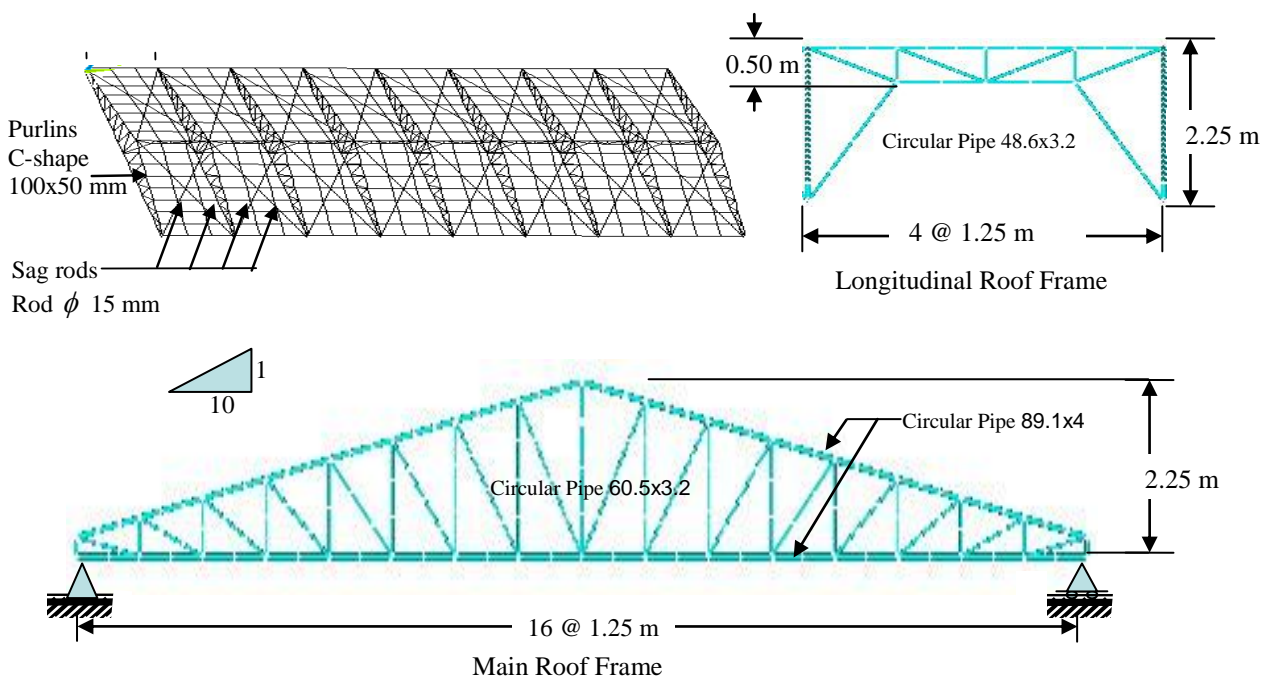 Purlins
C-shape
100x50 mm
Sag rods
Rod ϕ 15 mm
0.50 m
Circular Pipe 48.6x3.2
2.25 m
4 @ 1.25 m
Longitudinal Roof Frame
1
10
Circular Pipe 89.1x4
Circular Pipe 60.5x3.2
2.25 m
16 @ 1.25 m
Main Roof Frame